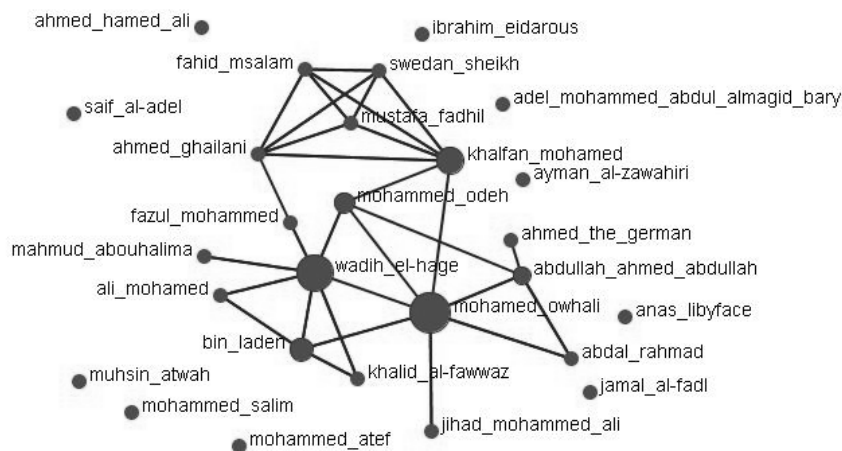 ahmed_hamed_ali
ibrahim_eidarous
fahid_msalam
swedan_sheikh
adel_mohammed_abdul_almagid_bary
saif_al-adel
mustafa_fadhil
ahmed_ghailani
khalfan_mohamed
ayman_al-zawahiri
mohammed_odeh
fazul_mohammed
ahmed_the_german
mahmud_abouhalima
wadih_el-hage
abdullah_ahmed_abdullah
ali_mohamed
mohamed_owhali
anas_libyface
bin_laden
abdal_rahmad
khalid_al-fawwaz
muhsin_atwah
jamal_al-fadl
mohammed_salim
jihad_mohammed_ali
mohammed_atef